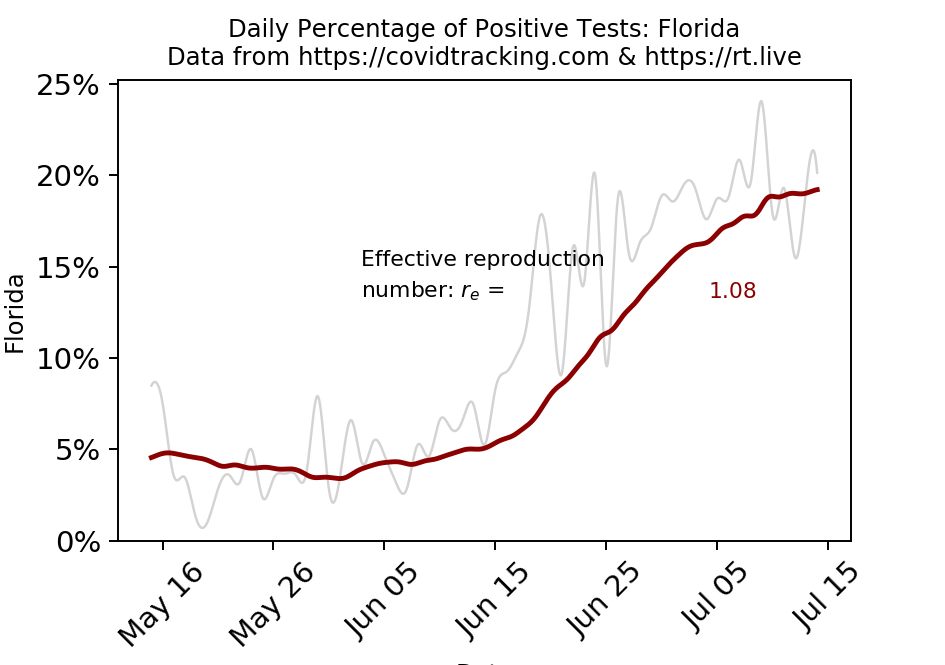 Daily Percentage of Positive Tests: Florida
Data from https://covidtracking.com & https://rt.live
25%
20%
15%
10%
5%
0%
Florida
Effective reproduction
number: rₑ =
1.08
May 16
May 26
Jun 05
Jun 15
Jun 25
Jul 05
Jul 15